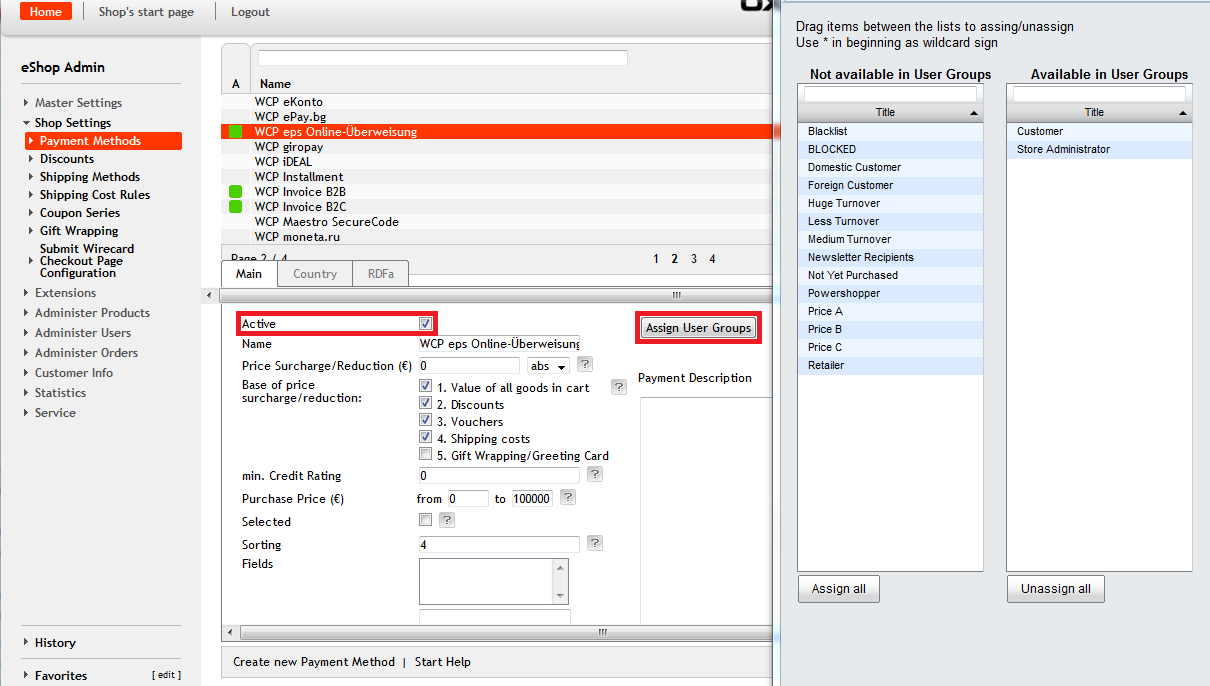 Home
Shop's start page
Logout
eShop Admin
Master Settings
Shop Settings
Payment Methods
Discounts
Shipping Methods
Shipping Cost Rules
Coupon Series
Gift Wrapping
Submit Wirecard
Checkout Page
Configuration
Extensions
Administer Products
Administer Users
Administer Orders
Customer Info
Statistics
Service
History
Favorites [ edit ]
A Name
WCP eKonto
WCP ePay.bg
WCP eps Online-Überweisung
WCP giropay
WCP iDEAL
WCP Installment
WCP Invoice B2B
WCP Invoice B2C
WCP Maestro SecureCode
WCP moneta.ru
Page 2 / 4 1 2 3 4
Main Country RDFa
Active
Name WCP eps Online-Überweisung
Price Surcharge/Reduction (€) 0 abs ?
Base of price
surcharge/reduction:
1. Value of all goods in cart ?
2. Discounts
3. Vouchers
4. Shipping costs
5. Gift Wrapping/Greeting Card
min. Credit Rating 0 ?
Purchase Price (€) from 0 to 100000 ?
Selected ?
Sorting 4 ?
Fields
Assign User Groups
Payment Description
Create new Payment Method | Start Help
Drag items between the lists to assing/unassign
Use * in beginning as wildcard sign
Not available in User Groups
Title
Blacklist
BLOCKED
Domestic Customer
Foreign Customer
Huge Turnover
Less Turnover
Medium Turnover
Newsletter Recipients
Not Yet Purchased
Powershopper
Price A
Price B
Price C
Retailer
Assign all
Available in User Groups
Title
Customer
Store Administrator
Unassign all